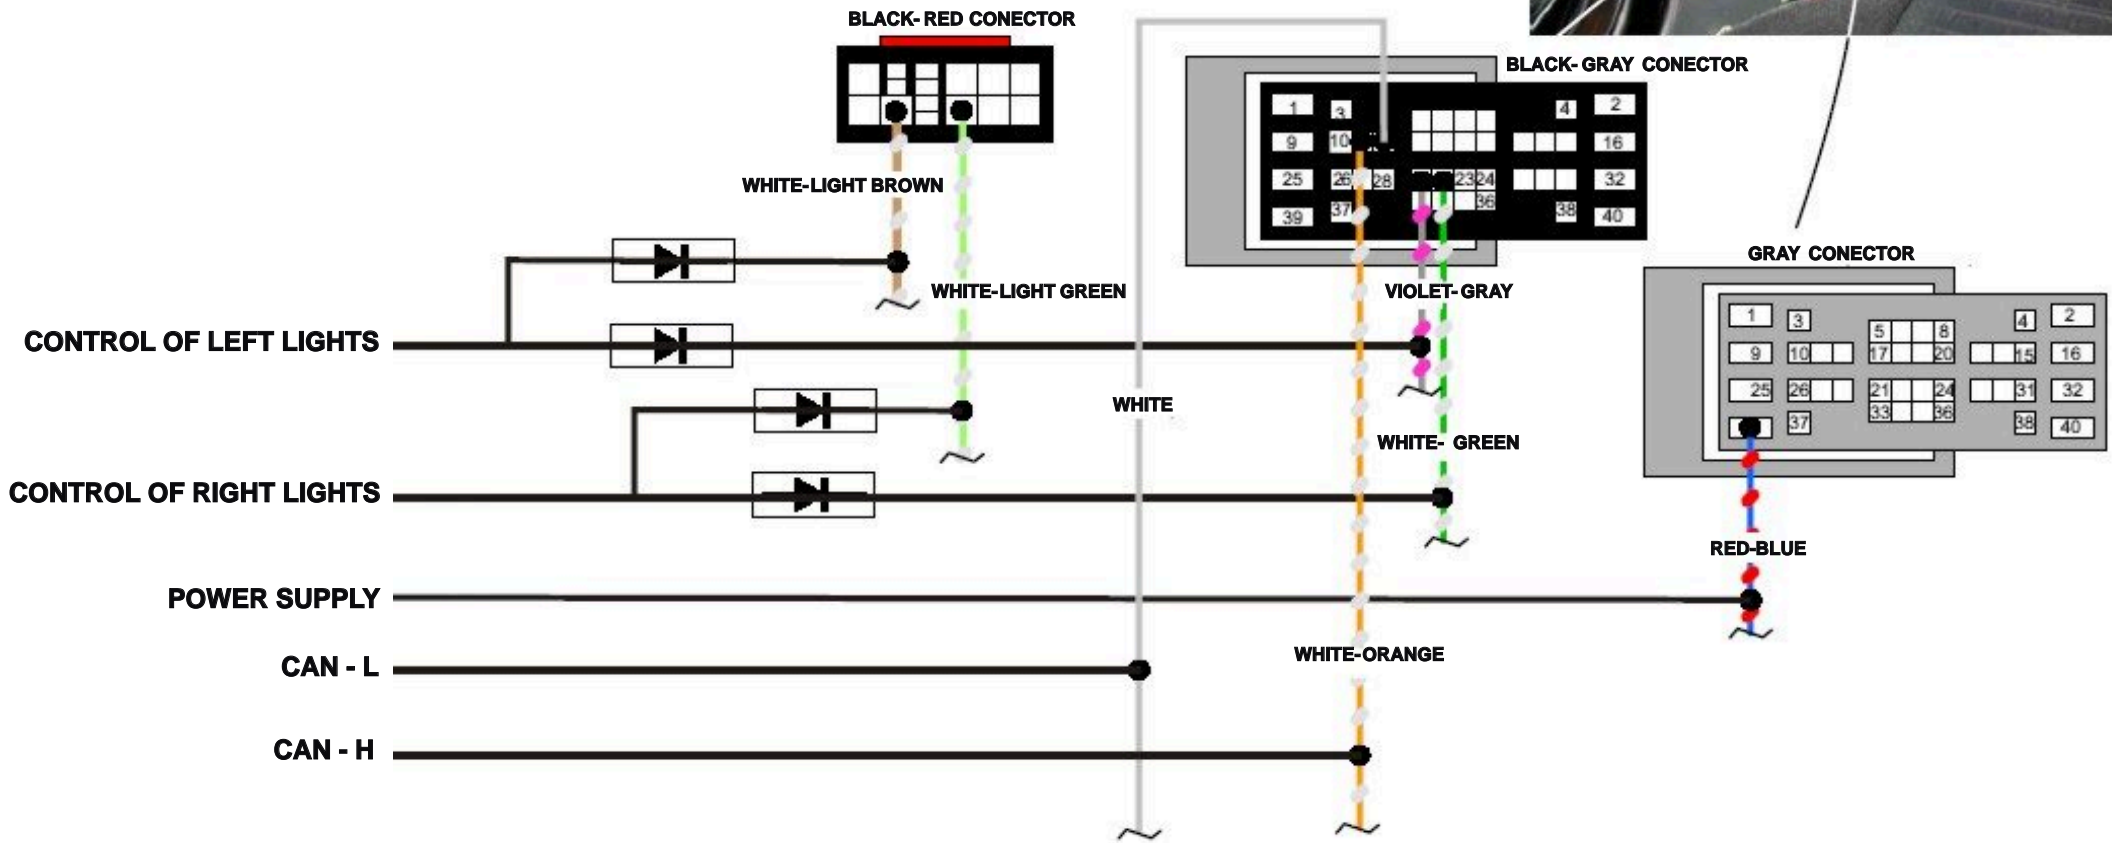 BLACK-RED CONECTOR
BLACK-GRAY CONECTOR
1 3 4 2
9 10 16
25 26 28 23 24 32
36
39 37 38 40
WHITE-LIGHT BROWN
GRAY CONECTOR
WHITE-LIGHT GREEN
VIOLET-GRAY
1 3 5 8 4 2
9 10 17 20 15 16
25 26 21 24 31 32
37 33 36 38 40
CONTROL OF LEFT LIGHTS
WHITE
WHITE- GREEN
CONTROL OF RIGHT LIGHTS
RED-BLUE
POWER SUPPLY
WHITE-ORANGE
CAN - L
CAN - H